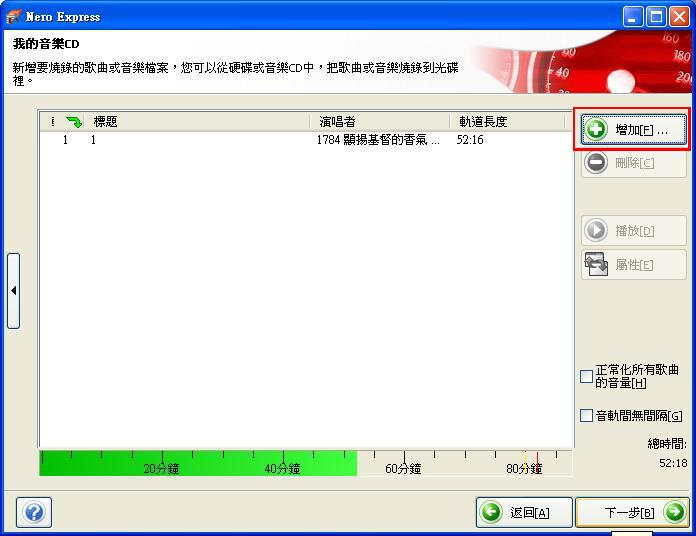 Nero Express
我的音樂CD
新增要燒錄的歌曲或音樂檔案，您可以從硬碟或音樂CD中，把歌曲或音樂燒錄到光碟
裡。
60
40
160
180
200
標題 演唱者 軌道長度
1 1 1784 顯揚基督的香氣 ... 52:16
增加[F] ...
刪除[C]
播放[D]
屬性[E]
正常化所有歌曲
的音量[H]
音軌間無間隔[G]
總時間:
52:18
20分鐘 40分鐘 60分鐘 80分鐘
返回[A] 下一步[B]